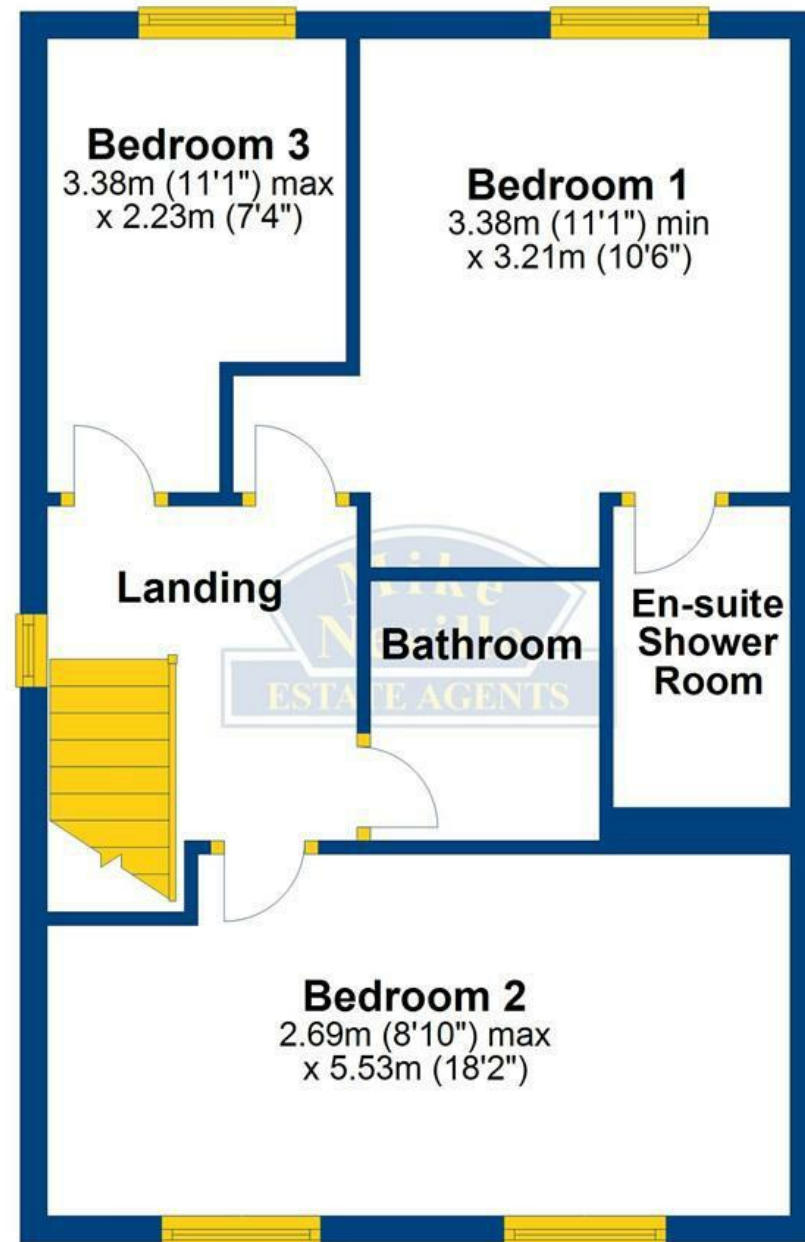 Bedroom 3
3.38m (11'1") max
x 2.23m (7'4")
Bedroom 1
3.38m (11'1") min
x 3.21m (10'6")
Landing
Mike
Neville
ESTATE AGENTS
Bathroom
En-suite
Shower
Room
Bedroom 2
2.69m (8'10") max
x 5.53m (18'2")